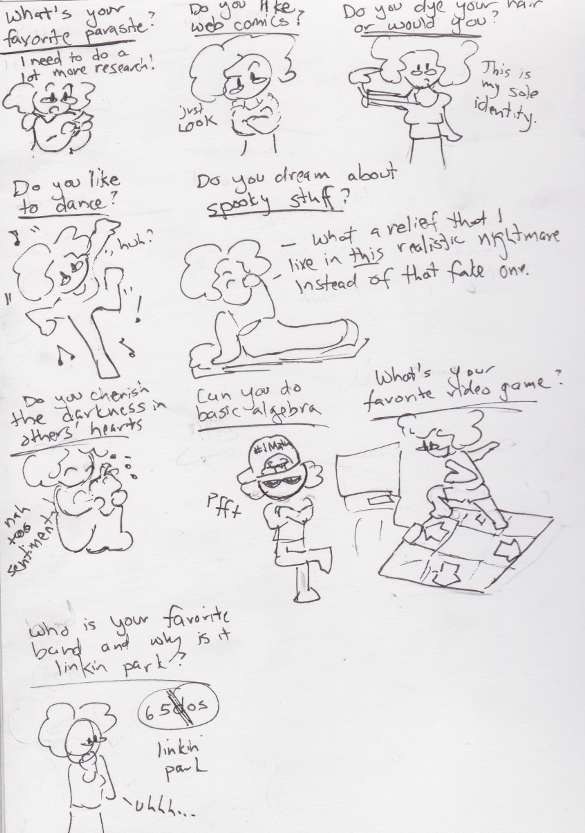 What's your
favorite parasite?
I need to do a
lot more research!
Do you like
web comics?
just
Look
Do you dye your hair
or would you?
This is
my sole
identity.
Do you like
to dance?
huh?
!
Do you dream about
spooky stuff?
What a relief that I
live in this realistic nightmare
instead of that fake one.
Do you cherish
the darkness in
others' hearts
nah
too
sentimental
Can you do
basic algebra
#1 Math
Pfft
What's your
favorite video game?
Who is your favorite
band and why is it
linkin park?
65dos
linkin
park
uhhh...